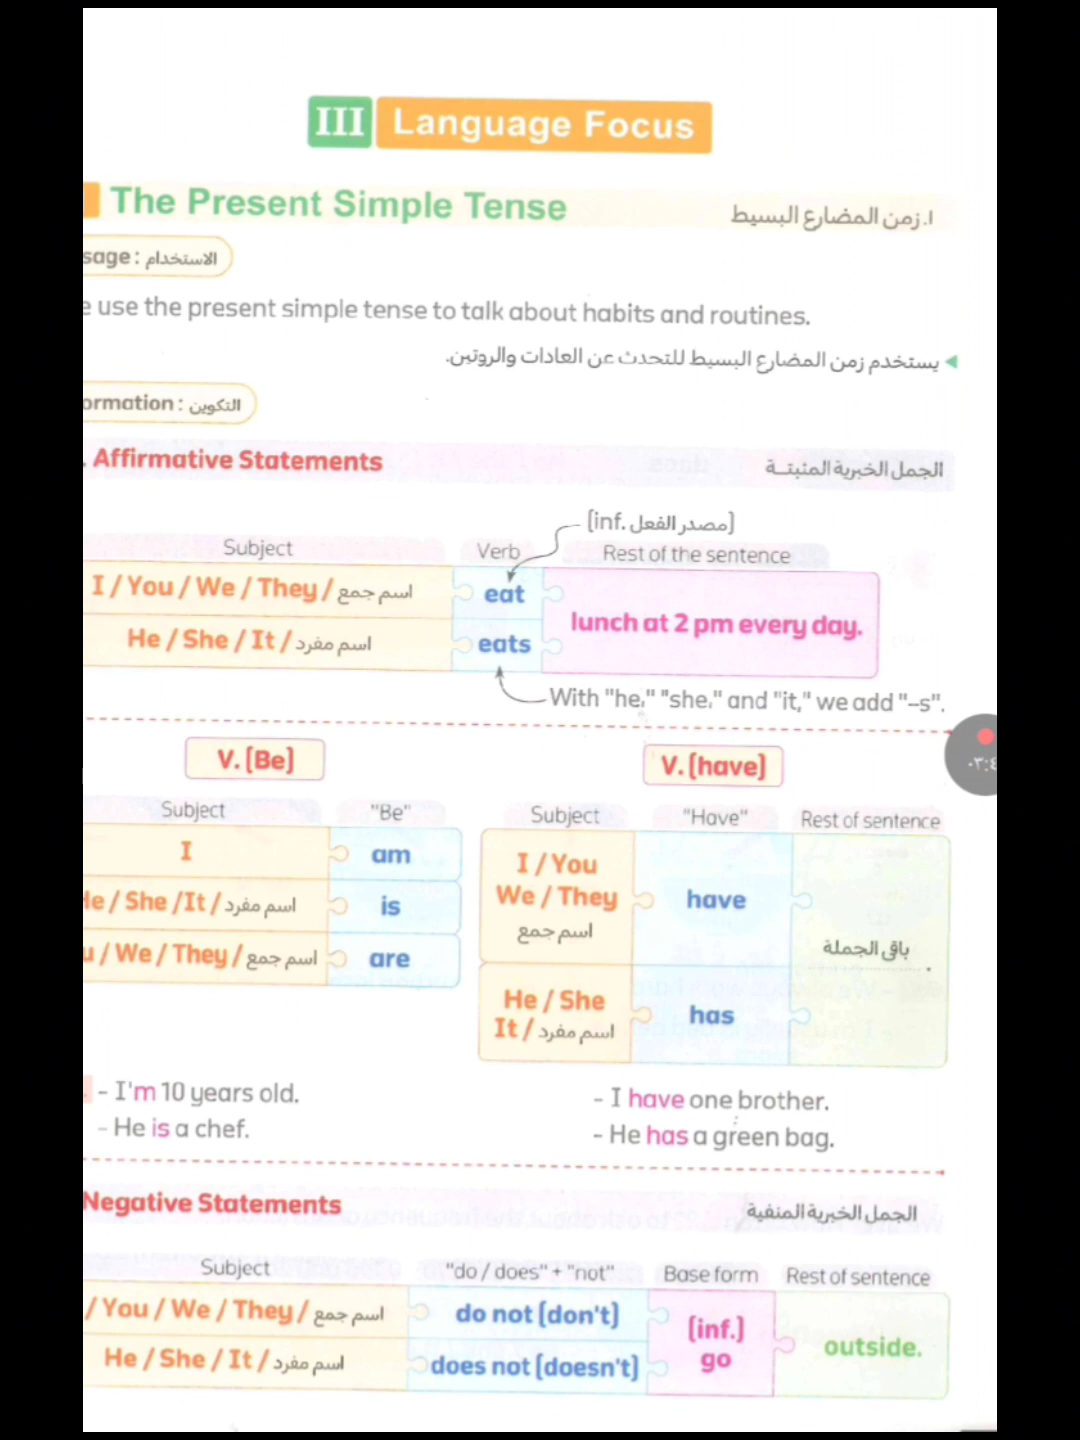 III Language Focus
The Present Simple Tense ١. زمن المضارع البسيط
sage : الاستخدام
e use the present simple tense to talk about habits and routines.
يستخدم زمن المضارع البسيط للتحدث عن العادات والروتين.
ormation : التكوين
. Affirmative Statements الجمل الخبرية المثبتـة
(inf. مصدر الفعل)
Subject Verb Rest of the sentence
I / You / We / They / اسم جمع eat
lunch at 2 pm every day.
He / She / It / اسم مفرد eats
With "he," "she," and "it," we add "–s".
V. (Be) V. (have)
Subject "Be" Subject "Have" Rest of sentence
I am
He / She /It / اسم مفرد is
u / We / They / اسم جمع are
I / You
We / They have
اسم جمع
باقى الجملة
He / She
It / اسم مفرد has
- I'm 10 years old. - I have one brother.
- He is a chef. - He has a green bag.
Negative Statements الجمل الخبرية المنفية
Subject "do / does" + "not" Base form Rest of sentence
/ You / We / They / اسم جمع do not (don't)
(inf.)
go outside.
He / She / It / اسم مفرد does not (doesn't)